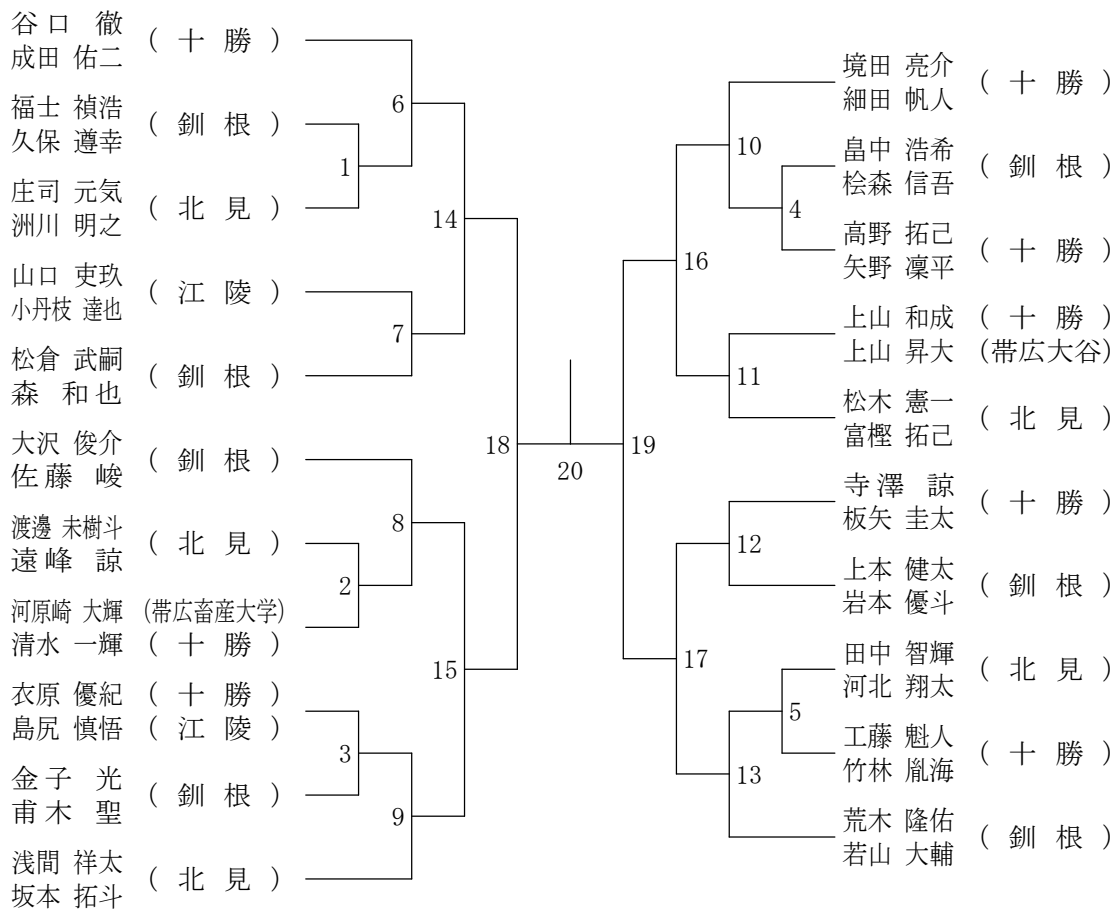 谷口 徹
成田 佑二
( 十 勝 )
福士 禎浩
久保 遵幸
( 釧 根 )
庄司 元気
洲川 明之
( 北 見 )
山口 吏玖
小丹枝 達也
( 江 陵 )
松倉 武嗣
森 和也
( 釧 根 )
大沢 俊介
佐藤 峻
( 釧 根 )
渡邊 未樹斗
遠峰 諒
( 北 見 )
河原崎 大輝 (帯広畜産大学)
清水 一輝 ( 十 勝 )
衣原 優紀 ( 十 勝 )
島尻 慎悟 ( 江 陵 )
金子 光
甫木 聖
( 釧 根 )
浅間 祥太
坂本 拓斗
( 北 見 )
6
1
14
7
18
8
2
15
3
9
20
10
4
16
11
19
12
17
5
13
境田 亮介
細田 帆人
( 十 勝 )
畠中 浩希
桧森 信吾
( 釧 根 )
高野 拓己
矢野 凜平
( 十 勝 )
上山 和成 ( 十 勝 )
上山 昇大 (帯広大谷)
松木 憲一
富樫 拓己
( 北 見 )
寺澤 諒
板矢 圭太
( 十 勝 )
上本 健太
岩本 優斗
( 釧 根 )
田中 智輝
河北 翔太
( 北 見 )
工藤 魁人
竹林 胤海
( 十 勝 )
荒木 隆佑
若山 大輔
( 釧 根 )